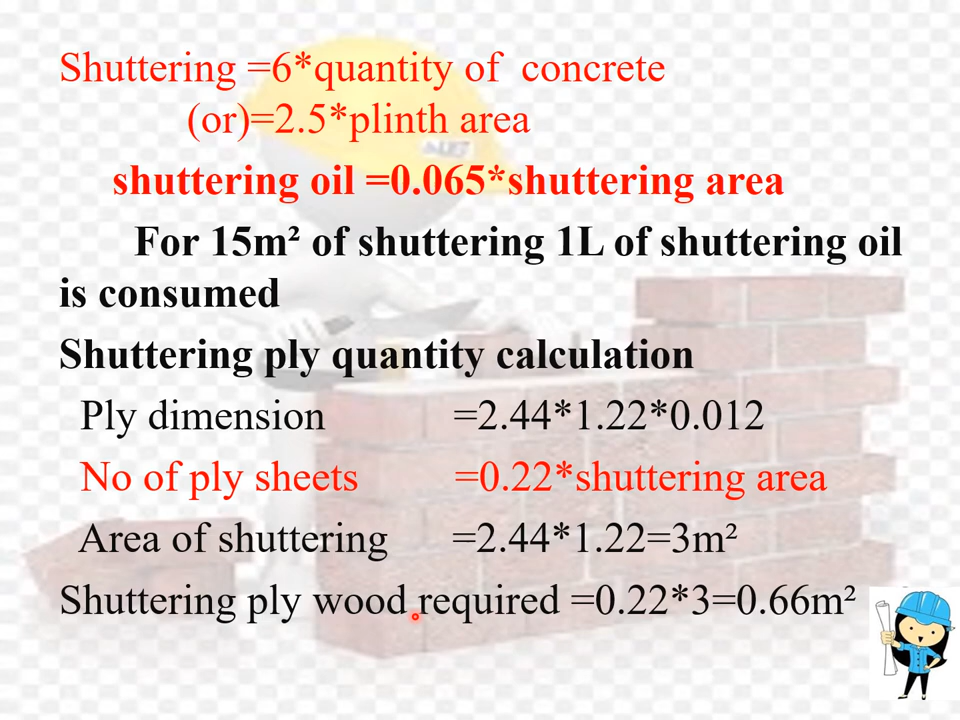 Shuttering =6*quantity of concrete
(or)=2.5*plinth area
shuttering oil =0.065*shuttering area
For 15m² of shuttering 1L of shuttering oil
is consumed
Shuttering ply quantity calculation
Ply dimension =2.44*1.22*0.012
No of ply sheets =0.22*shuttering area
Area of shuttering =2.44*1.22=3m²
Shuttering ply wood required =0.22*3=0.66m²